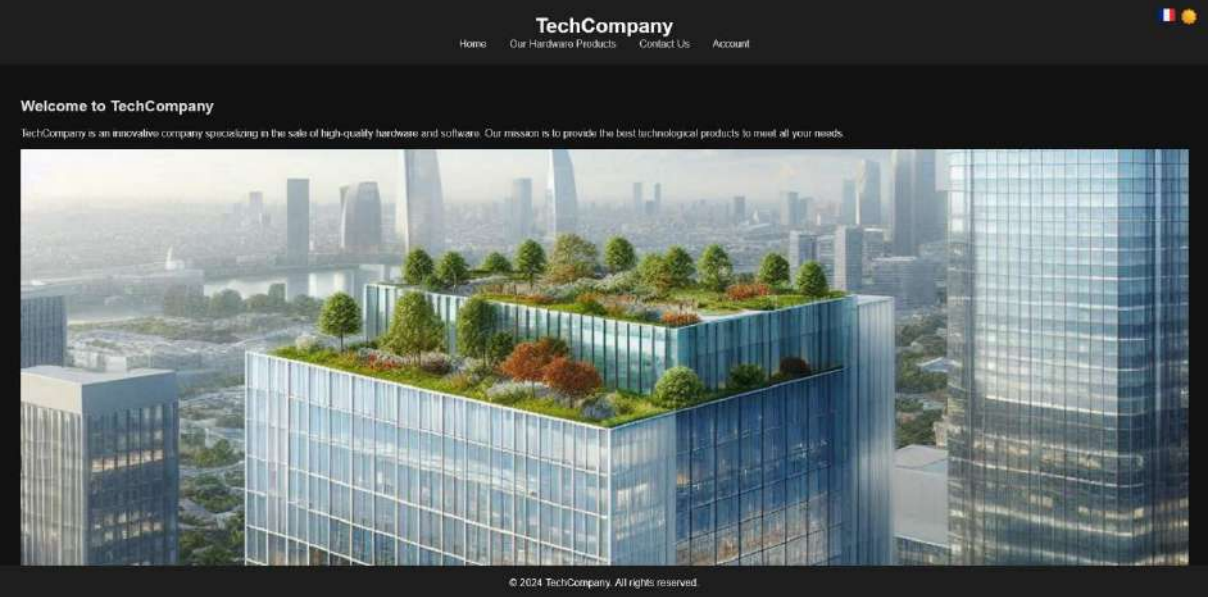 TechCompany
Home Our Hardware Products Contact Us Account
Welcome to TechCompany
TechCompany is an innovative company specializing in the sale of high-quality hardware and software. Our mission is to provide the best technological products to meet all your needs.
© 2024 TechCompany. All rights reserved.